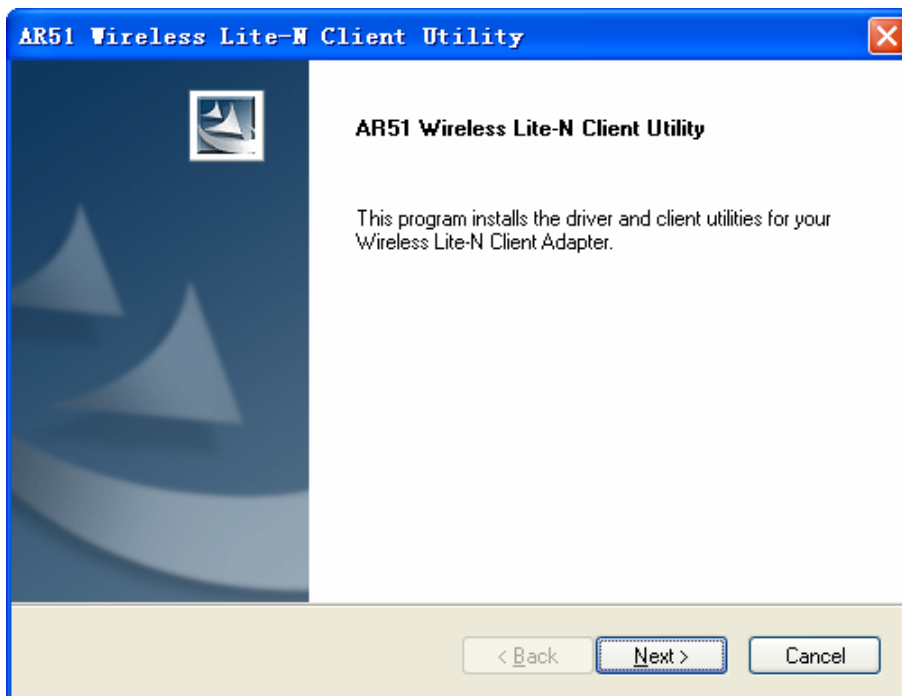 AR51 Wireless Lite-N Client Utility
AR51 Wireless Lite-N Client Utility
This program installs the driver and client utilities for your
Wireless Lite-N Client Adapter.
< Back
Next >
Cancel